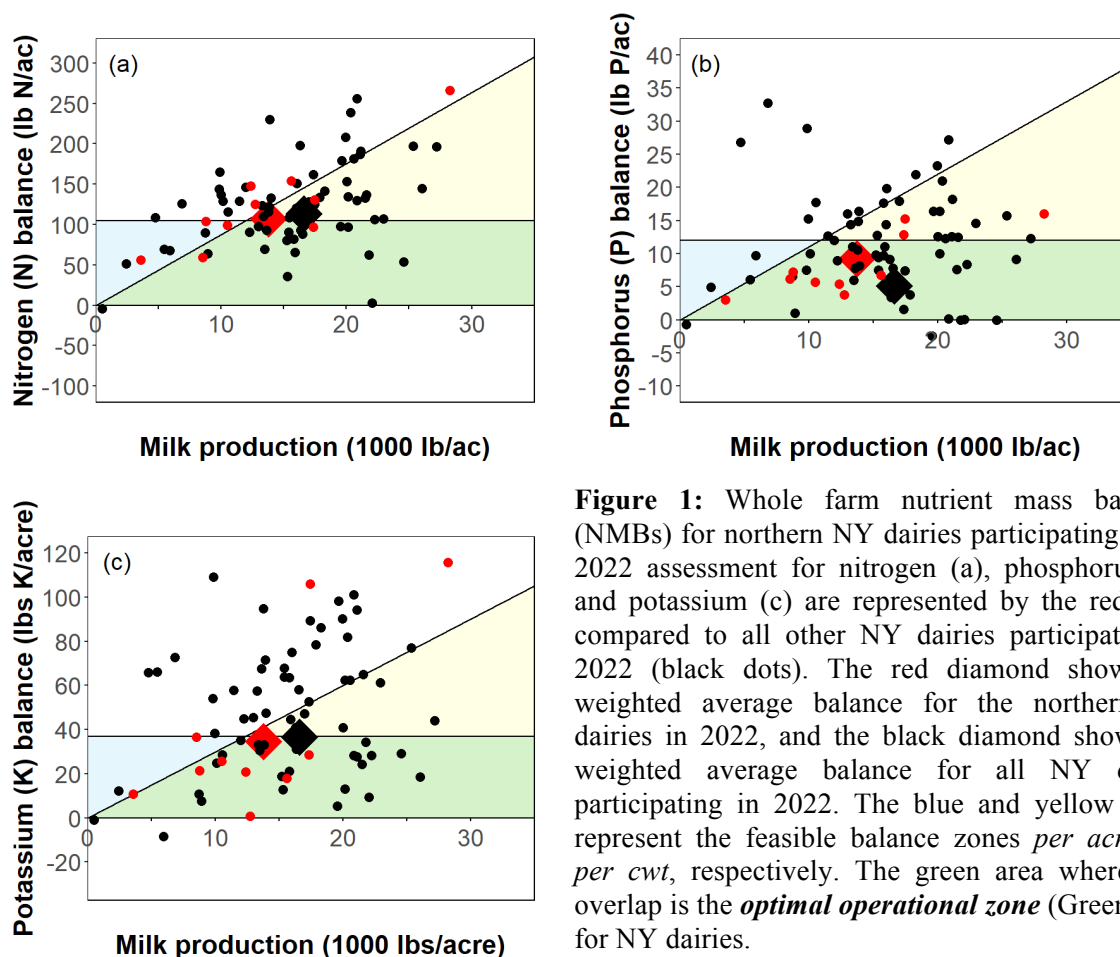 (a)
Nitrogen (N) balance (lb N/ac)
300
250
200
150
100
50
0
-50
-100
0
10
20
30
Milk production (1000 lb/ac)
(b)
Phosphorus (P) balance (lb P/ac)
40
35
30
25
20
15
10
5
0
-5
-10
0
10
20
30
Milk production (1000 lb/ac)
(c)
Potassium (K) balance (lbs K/acre)
120
100
80
60
40
20
0
-20
0
10
20
30
Milk production (1000 lbs/acre)
Figure 1: Whole farm nutrient mass ba
(NMBs) for northern NY dairies participating
2022 assessment for nitrogen (a), phosphoru
and potassium (c) are represented by the red
compared to all other NY dairies participat
2022 (black dots). The red diamond show
weighted average balance for the northern
dairies in 2022, and the black diamond show
weighted average balance for all NY
participating in 2022. The blue and yellow
represent the feasible balance zones per acr
per cwt, respectively. The green area where
overlap is the optimal operational zone (Green
for NY dairies.